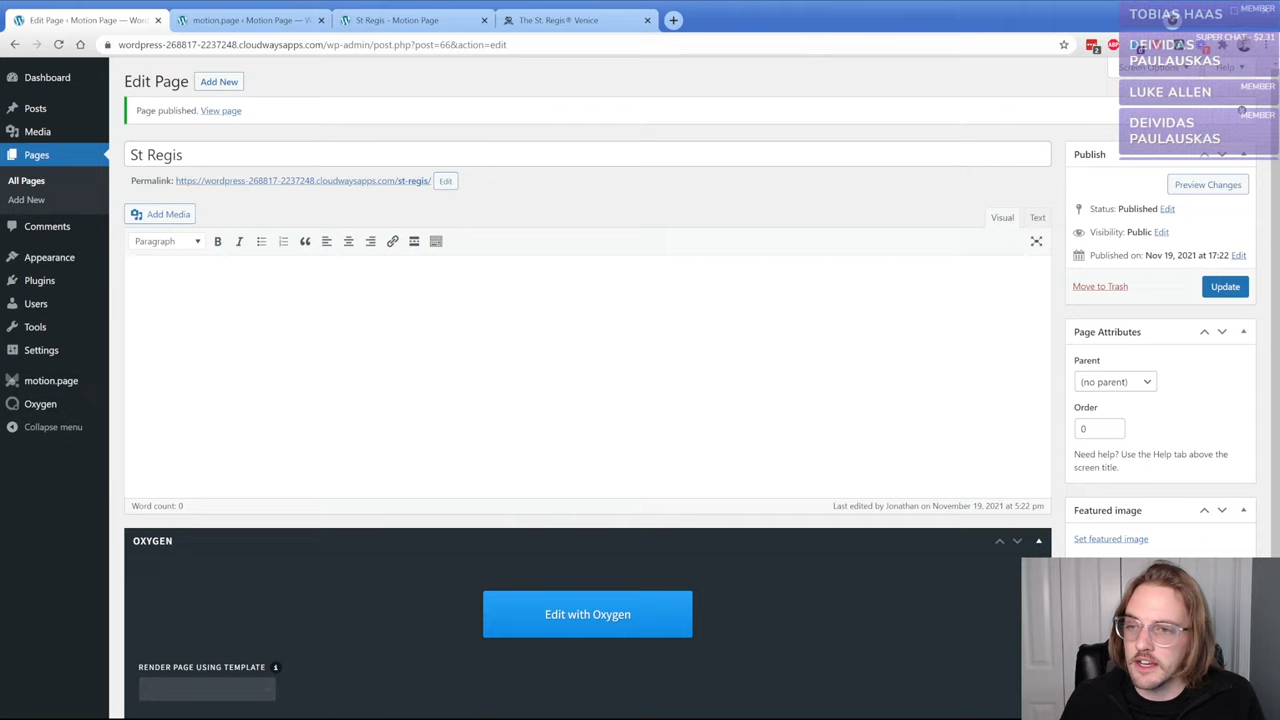 Edit Page ‹ Motion Page — Wor
motion.page ‹ Motion Page — W
St Regis - Motion Page
The St. Regis® Venice
wordpress-268817-2237248.cloudwaysapps.com/wp-admin/post.php?post=66&action=edit
TOBIAS HAAS
MEMBER
SUPER CHAT - $2.31
DEIVIDAS
PAULAUSKAS
LUKE ALLEN
MEMBER
DEIVIDAS
PAULAUSKAS
MEMBER
Screen Options
Help
Dashboard
Posts
Media
Pages
All Pages
Add New
Comments
Appearance
Plugins
Users
Tools
Settings
motion.page
Oxygen
Collapse menu
Edit Page
Add New
Page published. View page
St Regis
Permalink: https://wordpress-268817-2237248.cloudwaysapps.com/st-regis/ Edit
Add Media
Visual
Text
Paragraph
Word count: 0
Last edited by Jonathan on November 19, 2021 at 5:22 pm
OXYGEN
Edit with Oxygen
RENDER PAGE USING TEMPLATE
Publish
Preview Changes
Status: Published Edit
Visibility: Public Edit
Published on: Nov 19, 2021 at 17:22 Edit
Move to Trash
Update
Page Attributes
Parent
(no parent)
Order
0
Need help? Use the Help tab above the
screen title.
Featured image
Set featured image